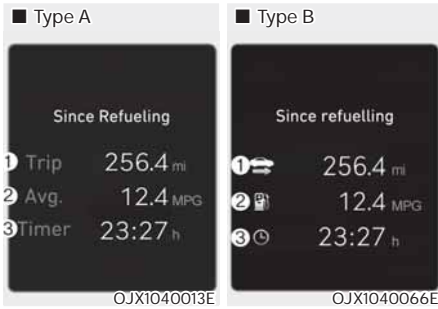 ■ Type A
Since Refueling
1 Trip 256.4 mi
2 Avg. 12.4 MPG
3 Timer 23:27 h
OJX1040013E
■ Type B
Since refuelling
1 256.4 mi
2 12.4 MPG
3 23:27 h
OJX1040066E